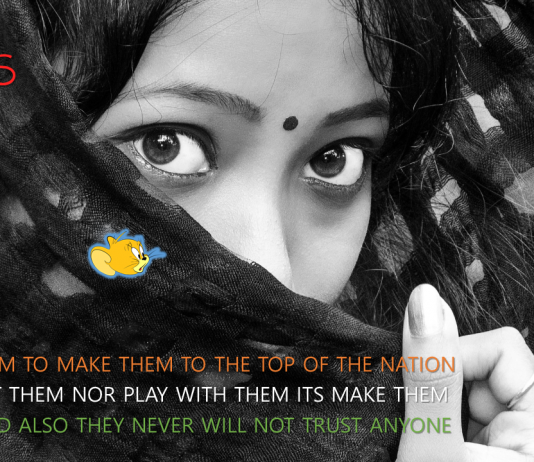 S
M TO MAKE THEM TO THE TOP OF THE NATION
T THEM NOR PLAY WITH THEM ITS MAKE THEM
D ALSO THEY NEVER WILL NOT TRUST ANYONE